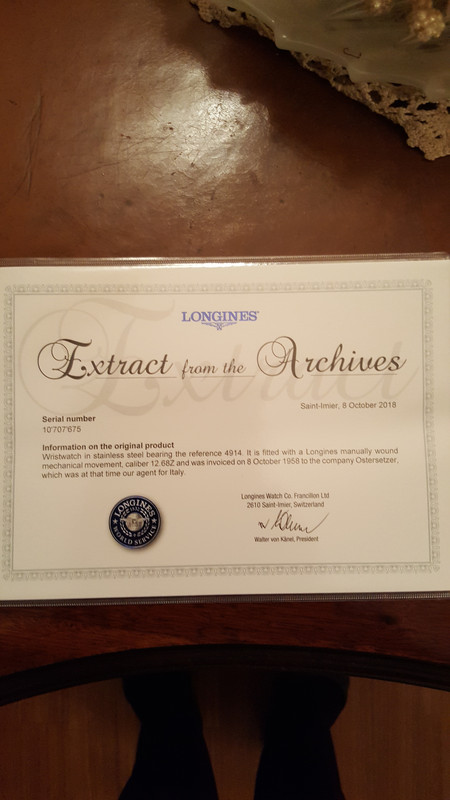 LONGINES
Extract from the Archives
Saint-Imier, 8 October 2018
Serial number
10'707'675
Information on the original product
Wristwatch in stainless steel bearing the reference 4914. It is fitted with a Longines manually wound
mechanical movement, caliber 12.68Z and was invoiced on 8 October 1958 to the company Ostersetzer,
which was at that time our agent for Italy.
Longines Watch Co. Francillon Ltd
2610 Saint-Imier, Switzerland
Walter von Känel, President
LONGINES
WORLD SERVICE